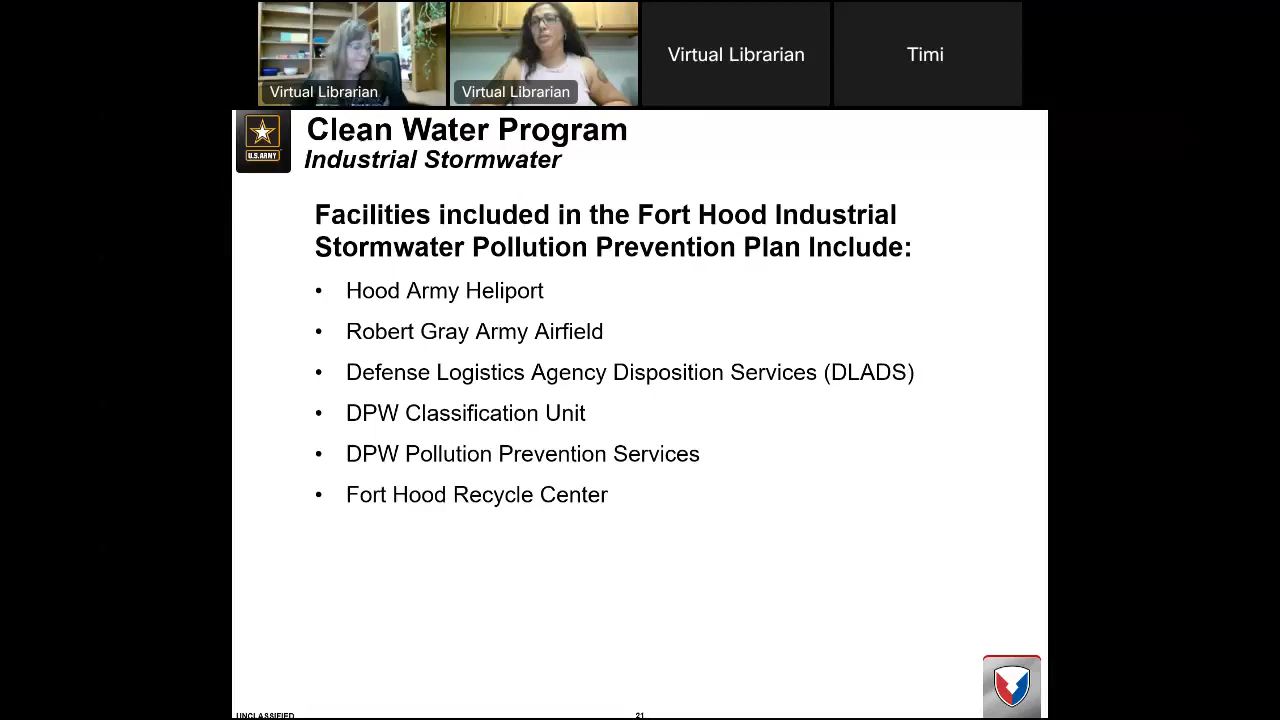 Virtual Librarian
Virtual Librarian
Virtual Librarian
Timi
U.S.ARMY
Clean Water Program
Industrial Stormwater
Facilities included in the Fort Hood Industrial
Stormwater Pollution Prevention Plan Include:
• Hood Army Heliport
• Robert Gray Army Airfield
• Defense Logistics Agency Disposition Services (DLADS)
• DPW Classification Unit
• DPW Pollution Prevention Services
• Fort Hood Recycle Center
UNCLASSIFIED
21